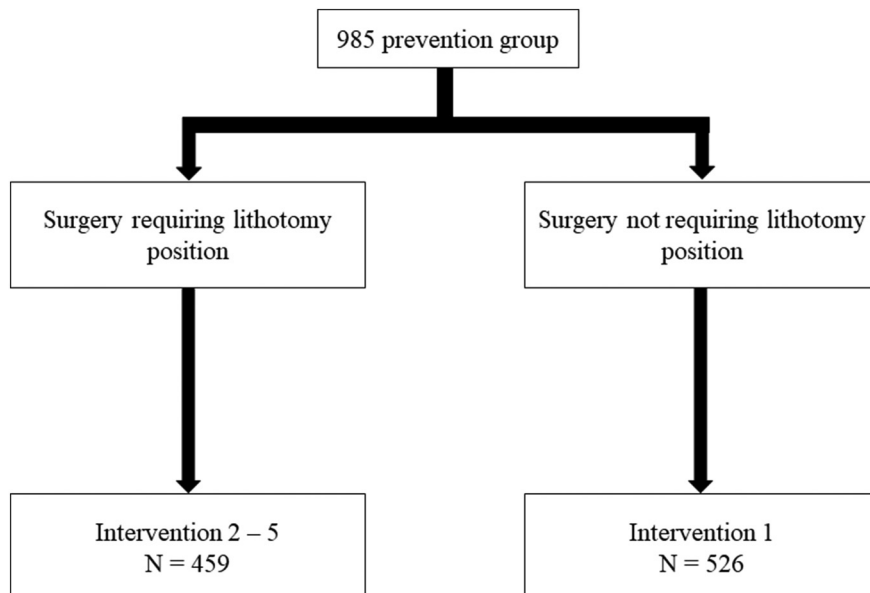 985 prevention group
Surgery requiring lithotomy
position
Surgery not requiring lithotomy
position
Intervention 2 – 5
N = 459
Intervention 1
N = 526